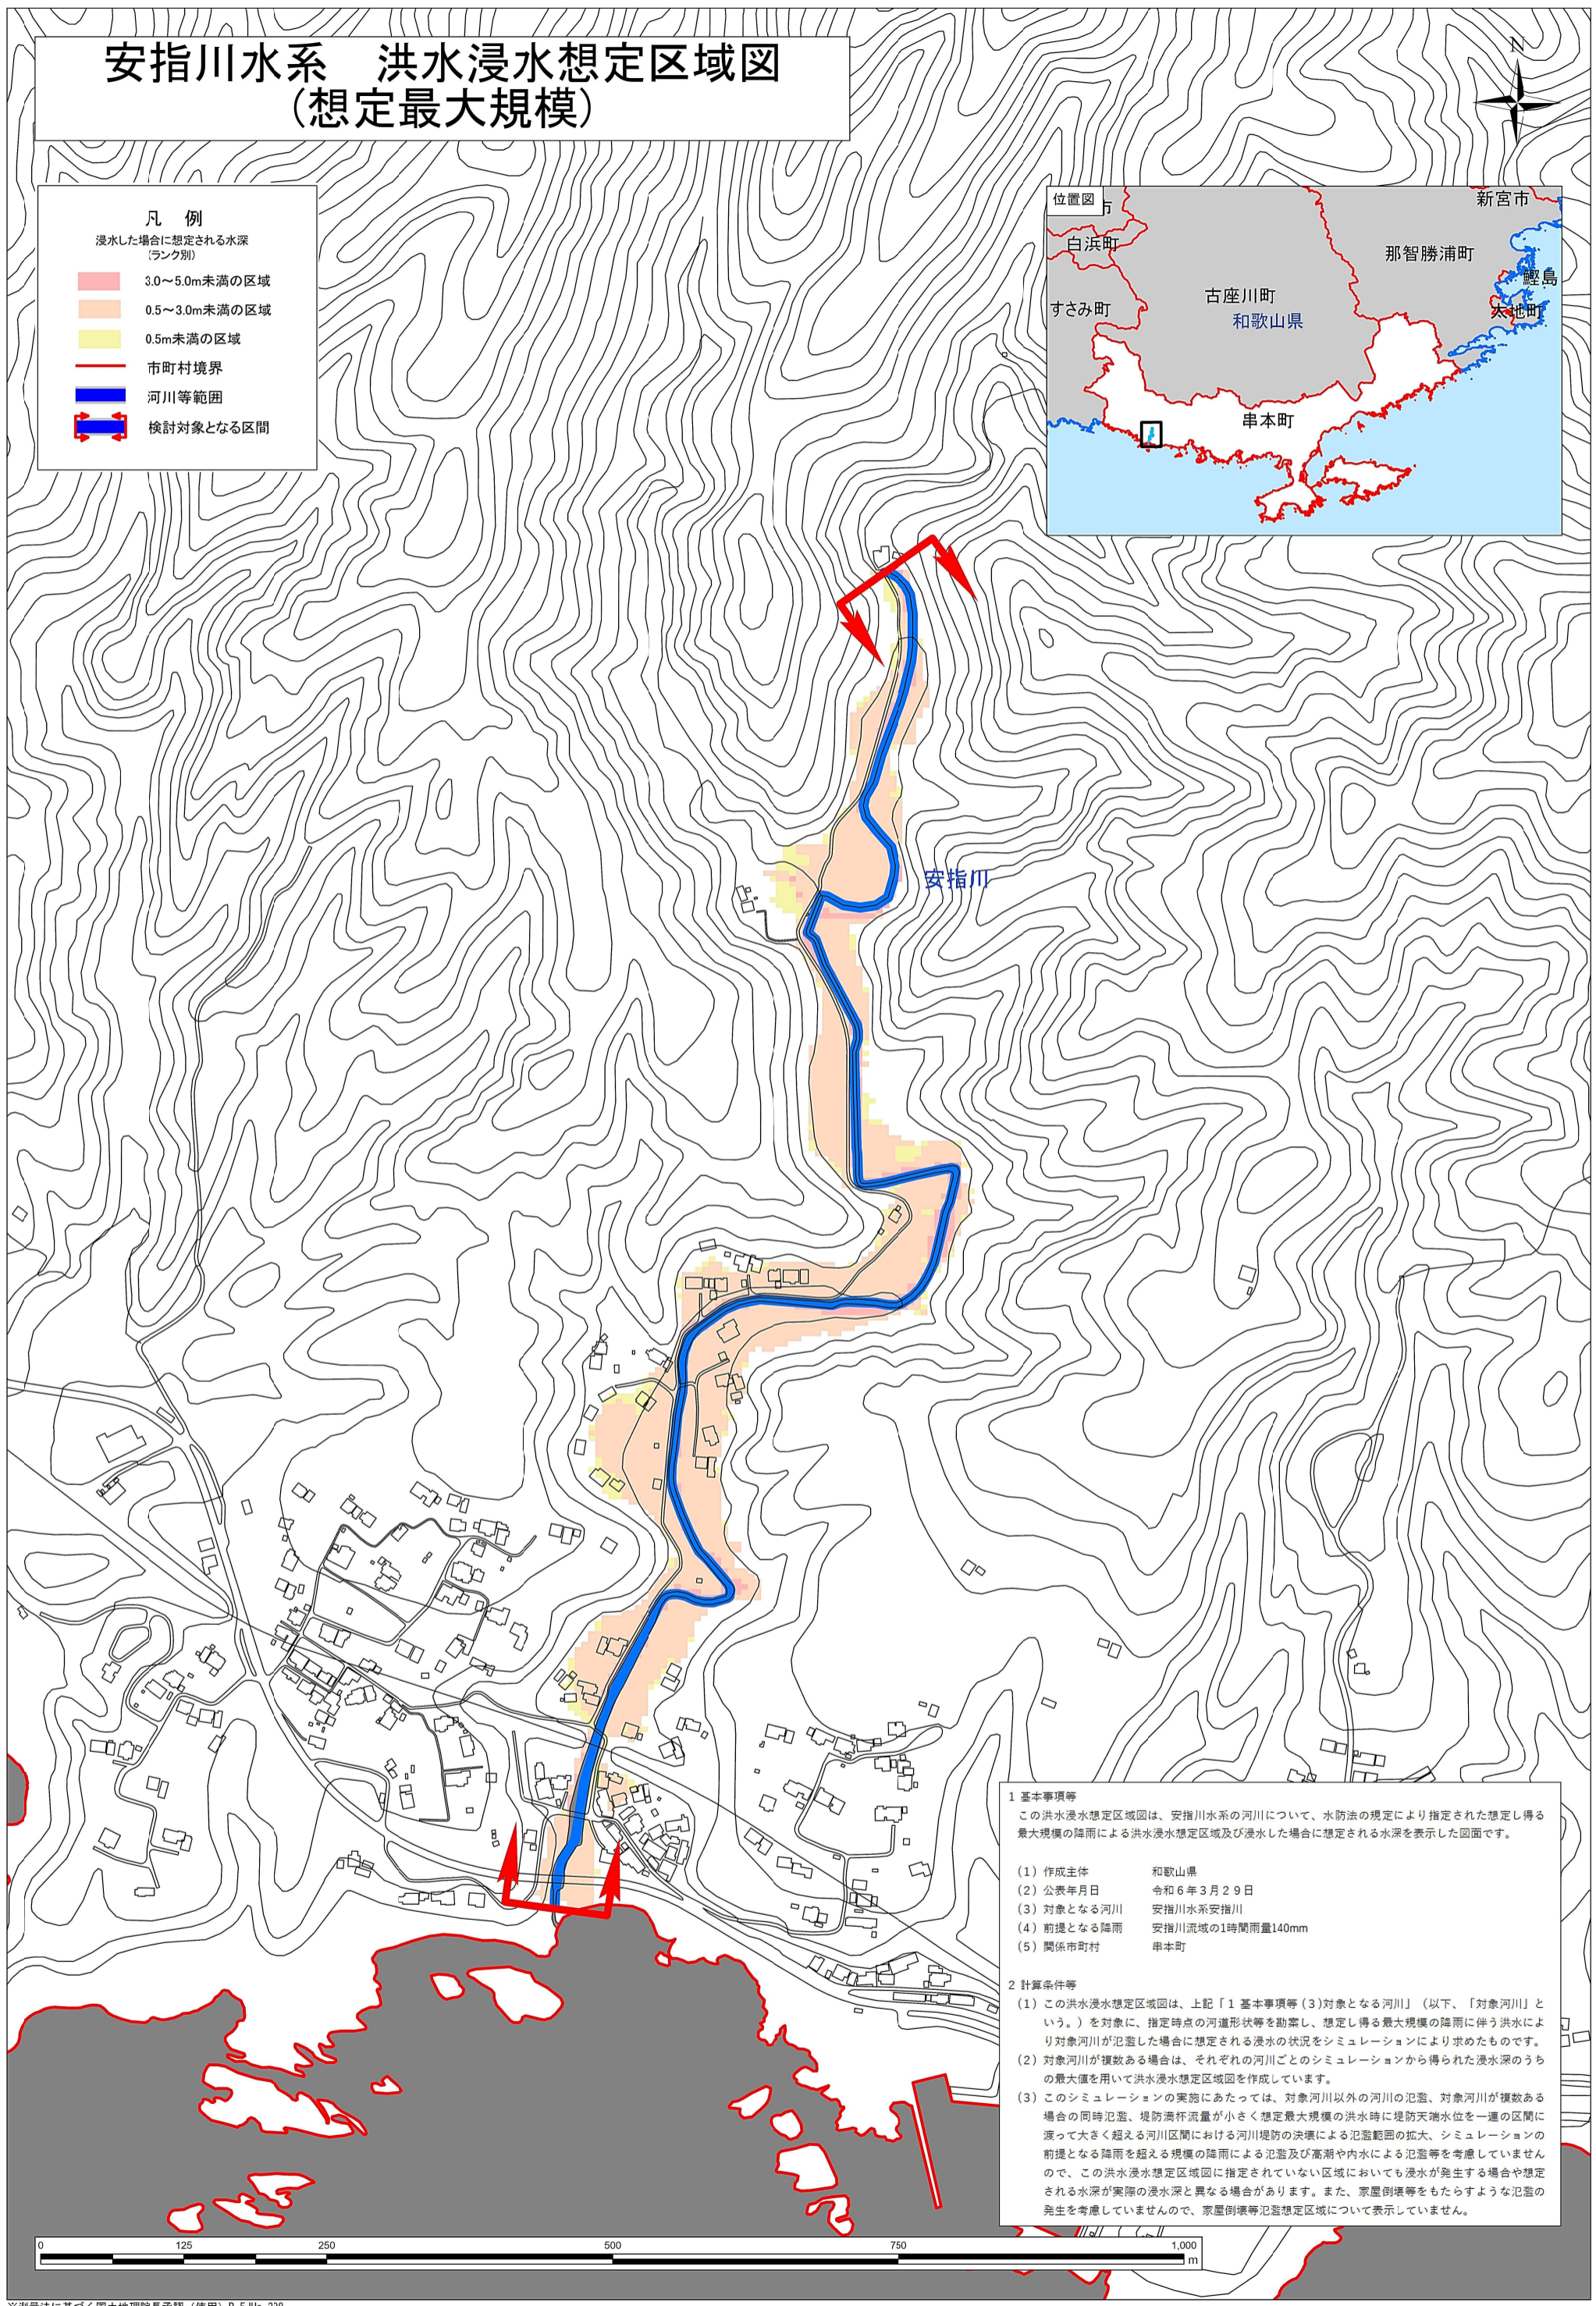 安指川水系　洪水浸水想定区域図
(想定最大規模)
N
凡　例
浸水した場合に想定される水深
(ランク別)
3.0～5.0m未満の区域
0.5～3.0m未満の区域
0.5m未満の区域
市町村境界
河川等範囲
検討対象となる区間
位置図
市
新宮市
白浜町
那智勝浦町
鰹島
古座川町
太地町
すさみ町
和歌山県
串本町
安指川
1 基本事項等
この洪水浸水想定区域図は、安指川水系の河川について、水防法の規定により指定された想定し得る
最大規模の降雨による洪水浸水想定区域及び浸水した場合に想定される水深を表示した図面です。
(1) 作成主体　和歌山県
(2) 公表年月日　令和６年３月２９日
(3) 対象となる河川　安指川水系安指川
(4) 前提となる降雨　安指川流域の1時間雨量140mm
(5) 関係市町村　串本町
2 計算条件等
(1) この洪水浸水想定区域図は、上記「1 基本事項等 (3)対象となる河川」（以下、「対象河川」と
いう。）を対象に、指定時点の河道形状等を勘案し、想定し得る最大規模の降雨に伴う洪水によ
り対象河川が氾濫した場合に想定される浸水の状況をシミュレーションにより求めたものです。
(2) 対象河川が複数ある場合は、それぞれの河川ごとのシミュレーションから得られた浸水深のうち
の最大値を用いて洪水浸水想定区域図を作成しています。
(3) このシミュレーションの実施にあたっては、対象河川以外の河川の氾濫、対象河川が複数ある
場合の同時氾濫、堤防満杯流量が小さく想定最大規模の洪水時に堤防天端水位を一連の区間に
渡って大きく超える河川区間における河川堤防の決壊による氾濫範囲の拡大、シミュレーションの
前提となる降雨を超える規模の降雨による氾濫及び高潮や内水による氾濫等を考慮していません
ので、この洪水浸水想定区域図に指定されていない区域においても浸水が発生する場合や想定
される水深が実際の浸水深と異なる場合があります。また、家屋倒壊等をもたらすような氾濫の
発生を考慮していませんので、家屋倒壊等氾濫想定区域について表示していません。
0 125 250 500 750 1,000
m